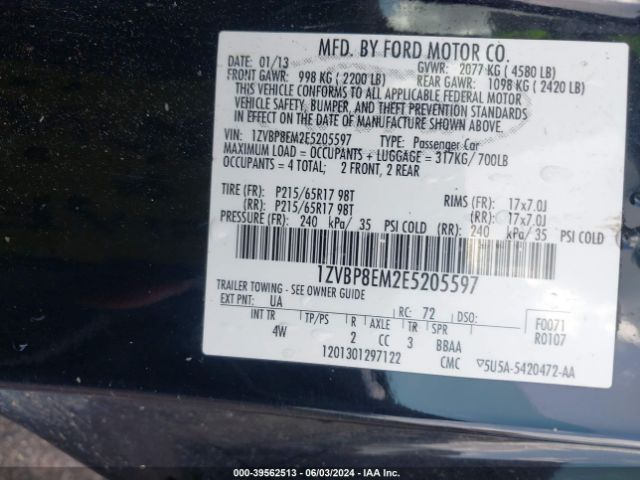 MFD. BY FORD MOTOR CO.
DATE: 01/13 GVWR: 2077 KG ( 4580 LB)
FRONT GAWR: 998 KG ( 2200 LB) REAR GAWR: 1098 KG ( 2420 LB)
THIS VEHICLE CONFORMS TO ALL APPLICABLE FEDERAL MOTOR
VEHICLE SAFETY, BUMPER, AND THEFT PREVENTION STANDARDS
IN EFFECT ON THE DATE OF MANUFACTURE SHOWN ABOVE.
VIN: 1ZVBP8EM2E5205597 TYPE: Passenger Car
MAXIMUM LOAD = OCCUPANTS + LUGGAGE = 317KG/ 700LB
OCCUPANTS = 4 TOTAL; 2 FRONT, 2 REAR
TIRE (FR): P215/65R17 98T RIMS (FR): 17x7.0J
(RR): P215/65R17 98T (RR): 17x7.0J
PRESSURE (FR): 240 kPa/ 35 PSI COLD (RR): 240 kPa/ 35 PSI COLD
1ZVBP8EM2E5205597
TRAILER TOWING - SEE OWNER GUIDE
EXT PNT: UA RC: 72 DSO: F0071
INT TR TP/PS R AXLE TR SPR R0107
4W 2 CC 3 BBAA
1201301297122 CMC ▽5U5A-5420472-AA
000-39562513 - 06/03/2024 - IAA Inc.